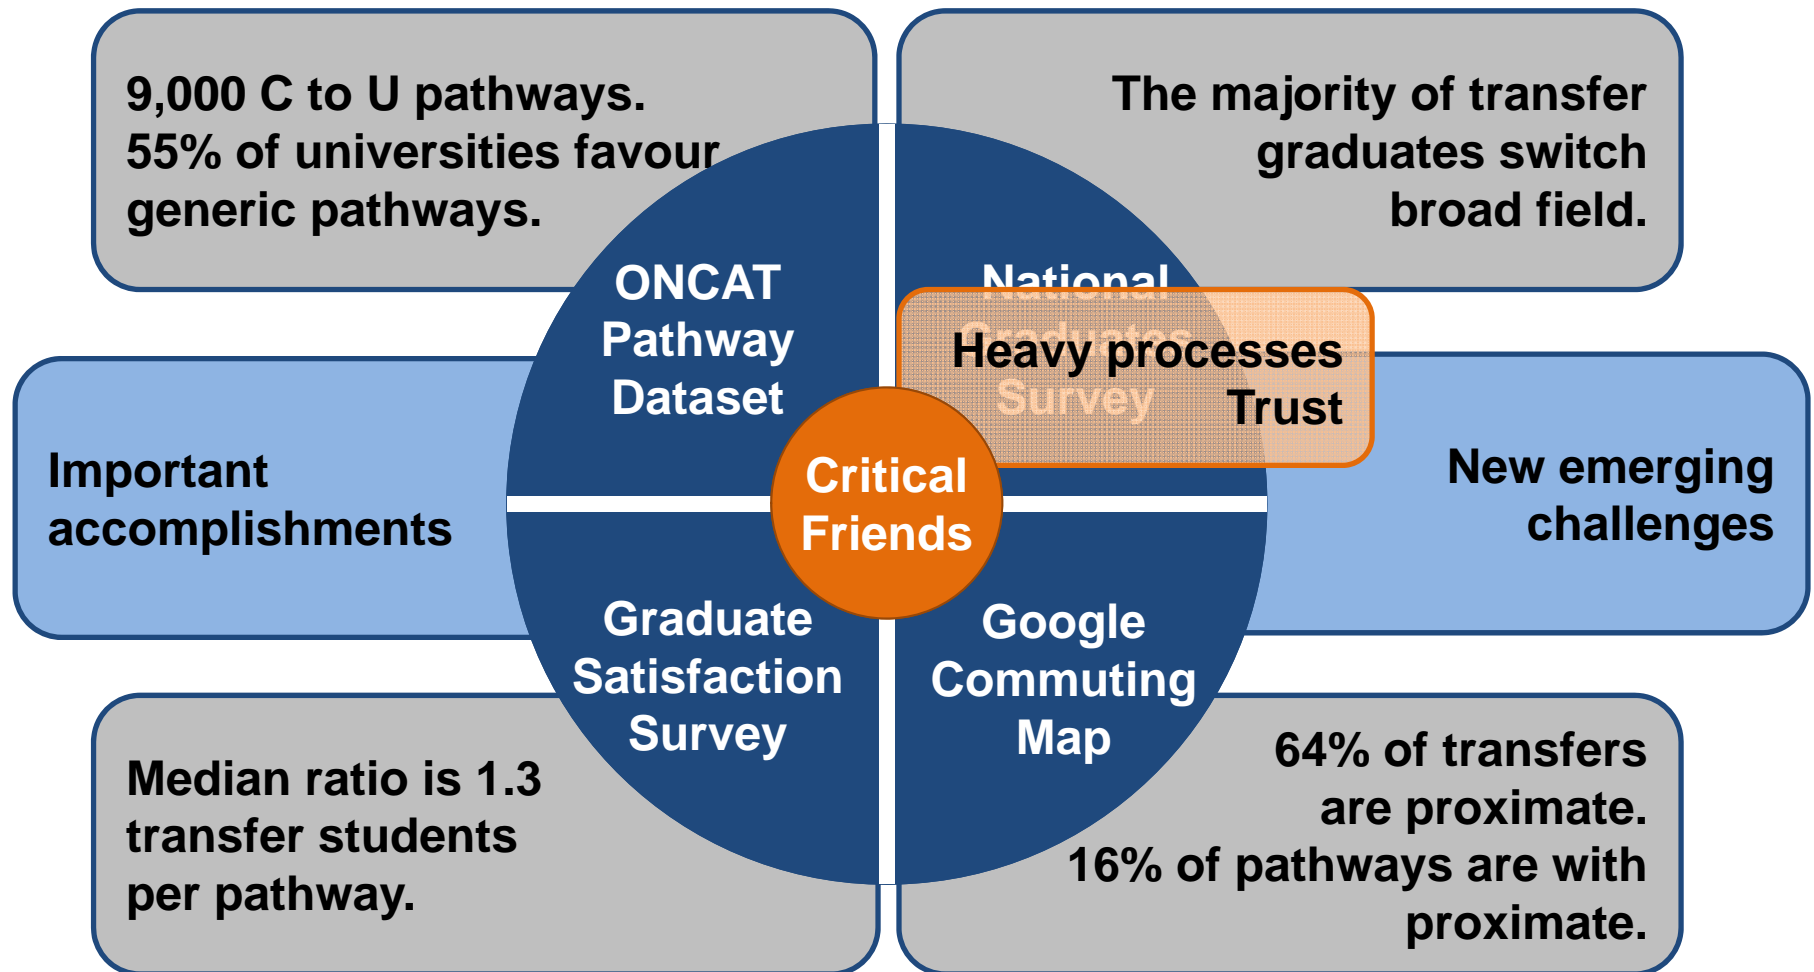 9,000 C to U pathways.
55% of universities favour
generic pathways.
The majority of transfer
graduates switch
broad field.
ONCAT
Pathway
Dataset
National
Graduates
Survey
Heavy processes
Trust
Important
accomplishments
Critical
Friends
New emerging
challenges
Graduate
Satisfaction
Survey
Google
Commuting
Map
Median ratio is 1.3
transfer students
per pathway.
64% of transfers
are proximate.
16% of pathways are with
proximate.